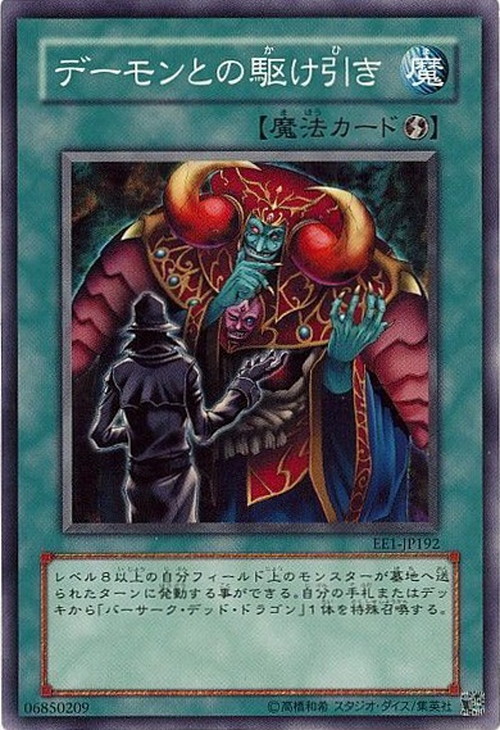 デーモンとの駆け引き 魔
【魔法カード】
EE1-JP192
レベル８以上の自分フィールド上のモンスターが墓地へ送
られたターンに発動する事ができる。自分の手札またはデッ
キから「バーサーク・デッド・ドラゴン」１体を特殊召喚する。
06850209 ©高橋和希 スタジオ・ダイス/集英社